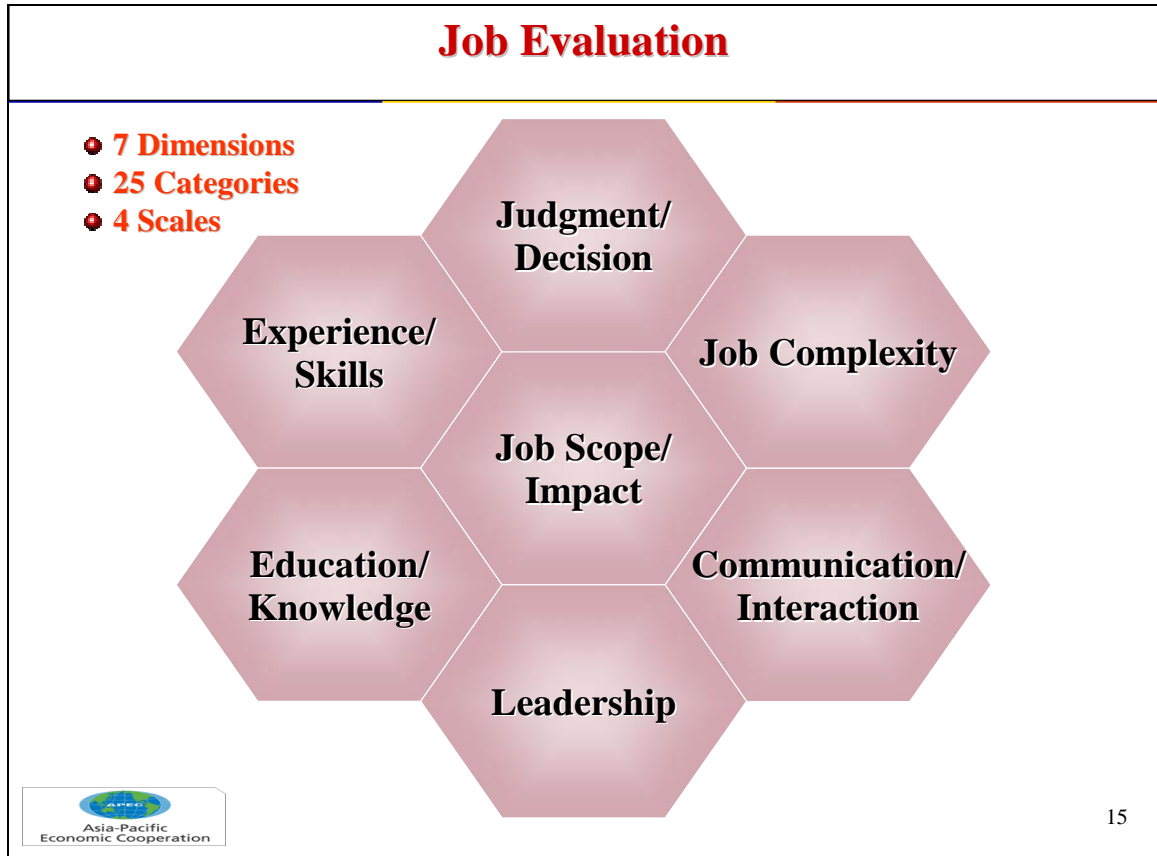 Job Evaluation
7 Dimensions
25 Categories
4 Scales
Judgment/
Decision
Experience/
Skills
Job Complexity
Job Scope/
Impact
Education/
Knowledge
Communication/
Interaction
Leadership
APEC
Asia-Pacific
Economic Cooperation
15